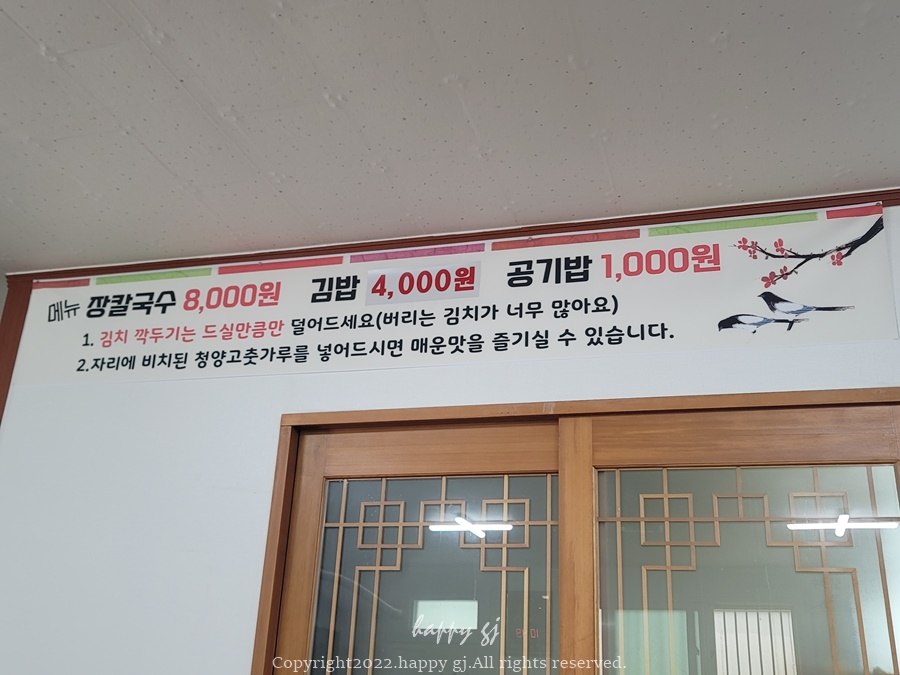 메뉴 장칼국수 8,000원 김밥 4,000원 공기밥 1,000원
1. 김치 깍두기는 드실만큼만 덜어드세요(버리는 김치가 너무 많아요)
2.자리에 비치된 청양고춧가루를 넣어드시면 매운맛을 즐기실 수 있습니다.
happy gj
Copyright2022.happy gj.All rights reserved.